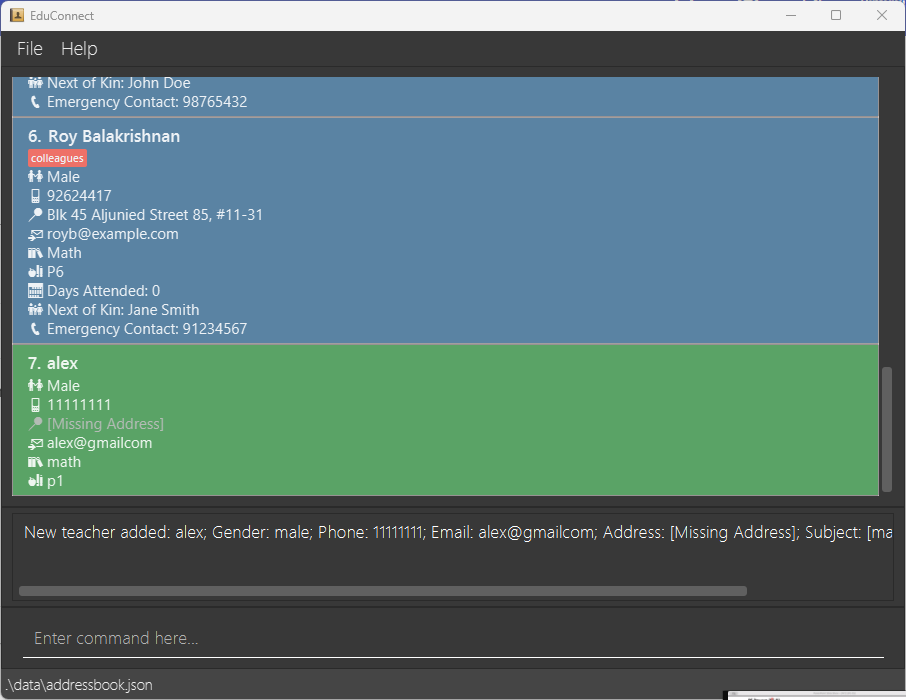 EduConnect
File Help
Next of Kin: John Doe
Emergency Contact: 98765432
6. Roy Balakrishnan
colleagues
Male
92624417
Blk 45 Aljunied Street 85, #11-31
royb@example.com
Math
P6
Days Attended: 0
Next of Kin: Jane Smith
Emergency Contact: 91234567
7. alex
Male
11111111
[Missing Address]
alex@gmailcom
math
p1
New teacher added: alex; Gender: male; Phone: 11111111; Email: alex@gmailcom; Address: [Missing Address]; Subject: [ma
Enter command here...
.\data\addressbook.json